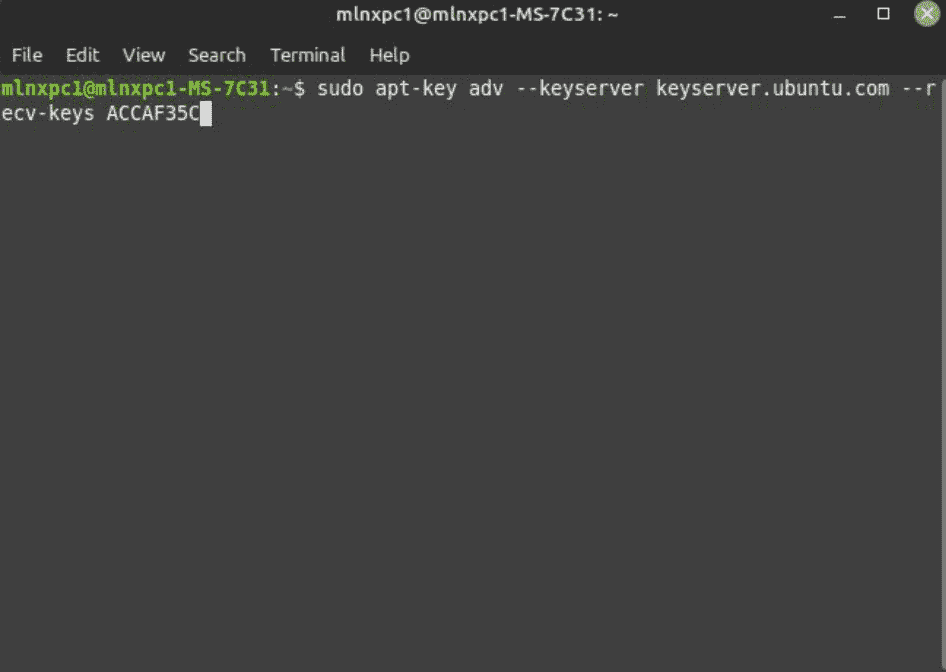 mlnxpc1@mlnxpc1-MS-7C31: ~
File Edit View Search Terminal Help
mlnxpc1@mlnxpc1-MS-7C31:~$ sudo apt-key adv --keyserver keyserver.ubuntu.com --r
ecv-keys ACCAF35C